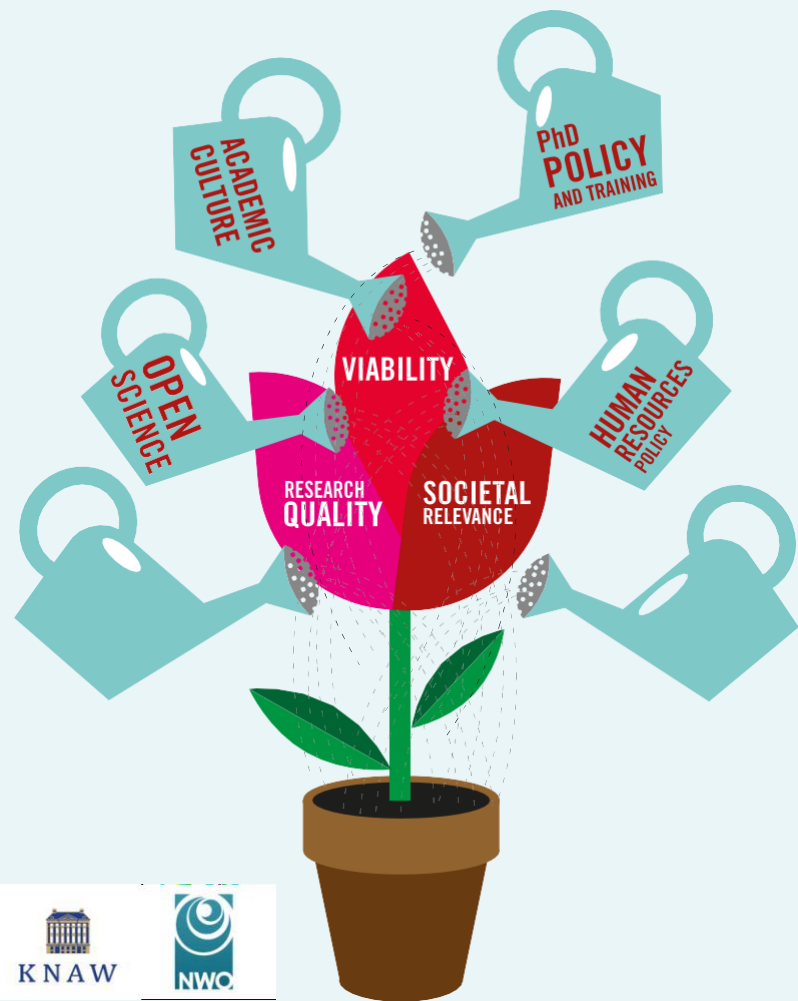 ACADEMIC
CULTURE
PhD
POLICY
AND TRAINING
OPEN
SCIENCE
HUMAN
RESOURCES
POLICY
VIABILITY
RESEARCH
QUALITY
SOCIETAL
RELEVANCE
KNAW
NWO